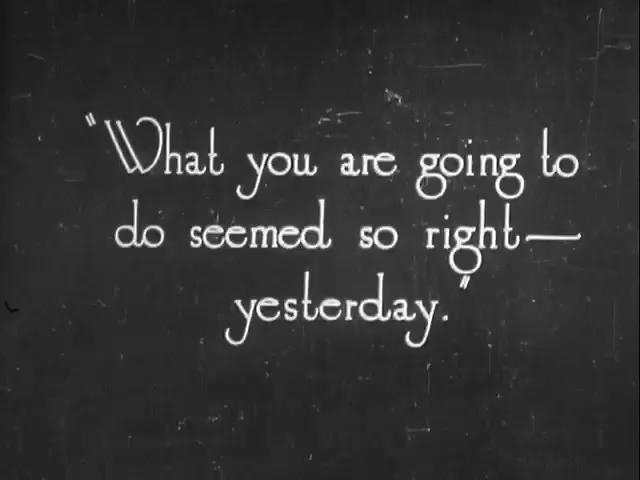 "What you are going to
do seemed so right—
yesterday."